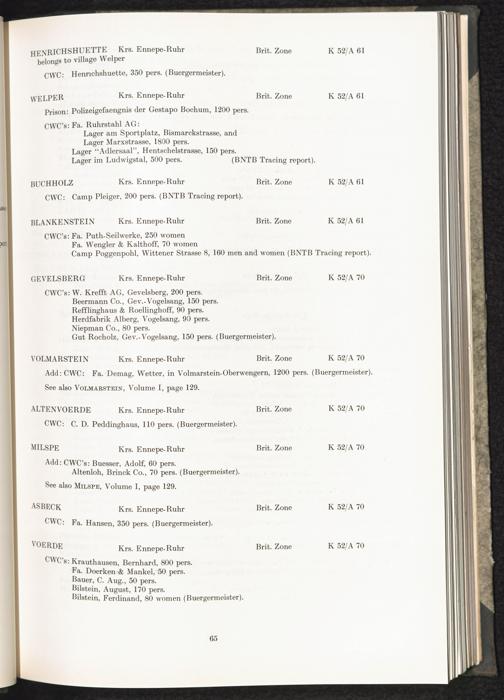 HENRICHSHUETTE Krs. Ennepe-Ruhr Brit. Zone K 52/A 61
belongs to village Welper
CWC: Henrichshuette, 350 pers. (Buergermeister).
WELPER Krs. Ennepe-Ruhr Brit. Zone K 52/A 61
Prison: Polizeigefaengnis der Gestapo Bochum, 1200 pers.
CWC's: Fa. Ruhrstahl AG:
Lager am Sportplatz, Bismarckstrasse, and
Lager Marxstrasse, 1800 pers.
Lager "Adlersaal", Hentschelstrasse, 150 pers.
Lager im Ludwigstal, 500 pers. (BNTB Tracing report).
BUCHHOLZ Krs. Ennepe-Ruhr Brit. Zone K 52/A 61
CWC: Camp Pleiger, 200 pers. (BNTB Tracing report).
BLANKENSTEIN Krs. Ennepe-Ruhr Brit. Zone K 52/A 61
CWC's: Fa. Puth-Seilwerke, 250 women
Fa. Wengler & Kalthoff, 70 women
Camp Poggenpohl, Wittener Strasse 8, 160 men and women (BNTB Tracing report).
GEVELSBERG Krs. Ennepe-Ruhr Brit. Zone K 52/A 70
CWC's: W. Krefft AG, Gevelsberg, 200 pers.
Beermann Co., Gev.-Vogelsang, 150 pers.
Refflinghaus & Roellinghoff, 90 pers.
Herdfabrik Alberg, Vogelsang, 90 pers.
Niepman Co., 80 pers.
Gut Rocholz, Gev.-Vogelsang, 150 pers. (Buergermeister).
VOLMARSTEIN Krs. Ennepe-Ruhr Brit. Zone K 52/A 70
Add: CWC: Fa. Demag, Wetter, in Volmarstein-Oberwengern, 1200 pers. (Buergermeister).
See also VOLMARSTEIN, Volume I, page 129.
ALTENVOERDE Krs. Ennepe-Ruhr Brit. Zone K 52/A 70
CWC: C. D. Peddinghaus, 110 pers. (Buergermeister).
MILSPE Krs. Ennepe-Ruhr Brit. Zone K 52/A 70
Add: CWC's: Buesser, Adolf, 60 pers.
Altenloh, Brinck Co., 70 pers. (Buergermeister).
See also MILSPE, Volume I, page 129.
ASBECK Krs. Ennepe-Ruhr Brit. Zone K 52/A 70
CWC: Fa. Hansen, 350 pers. (Buergermeister).
VOERDE Krs. Ennepe-Ruhr Brit. Zone K 52/A 70
CWC's: Krauthausen, Bernhard, 800 pers.
Fa. Doerken & Mankel, 50 pers.
Bauer, C. Aug., 50 pers.
Bilstein, August, 170 pers.
Bilstein, Ferdinand, 80 women (Buergermeister).
65